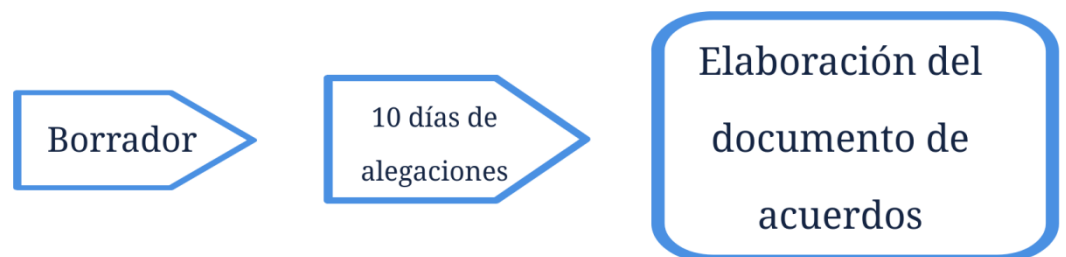 Borrador
10 días de
alegaciones
Elaboración del
documento de
acuerdos